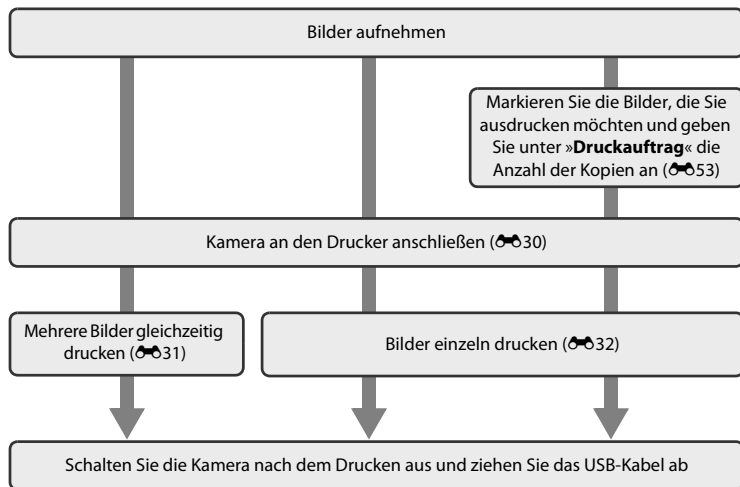 Bilder aufnehmen
Markieren Sie die Bilder, die Sie
ausdrucken möchten und geben
Sie unter »Druckauftrag« die
Anzahl der Kopien an (53)
Kamera an den Drucker anschließen (30)
Mehrere Bilder gleichzeitig
drucken (31)
Bilder einzeln drucken (32)
Schalten Sie die Kamera nach dem Drucken aus und ziehen Sie das USB-Kabel ab